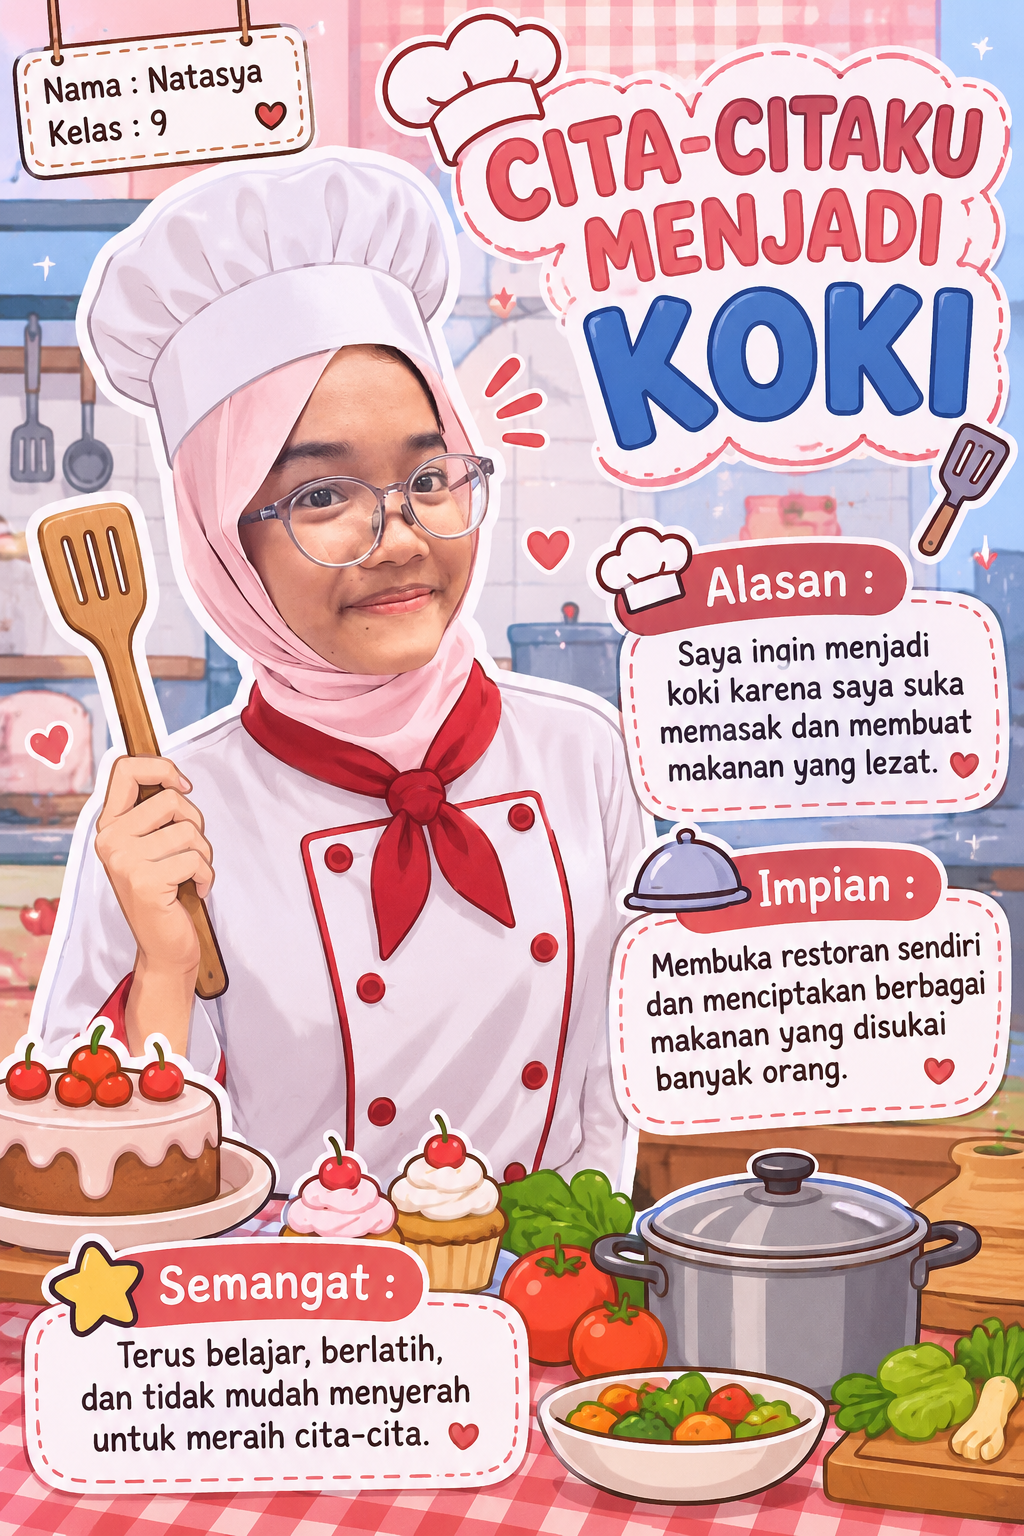 Nama : Natasya
Kelas : 9
CITA-CITAKU
MENJADI
KOKI
Alasan :
Saya ingin menjadi
koki karena saya suka
memasak dan membuat
makanan yang lezat.
Impian :
Membuka restoran sendiri
dan menciptakan berbagai
makanan yang disukai
banyak orang.
Semangat :
Terus belajar, berlatih,
dan tidak mudah menyerah
untuk meraih cita-cita.